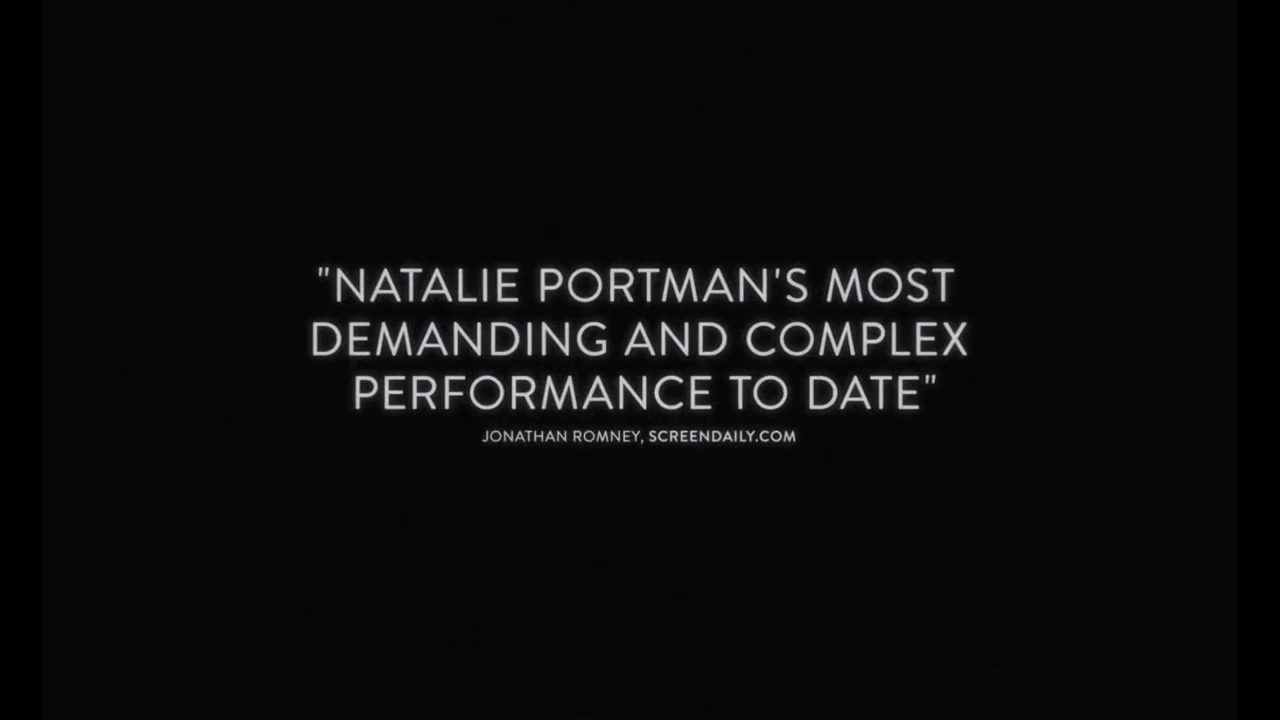 "NATALIE PORTMAN'S MOST
DEMANDING AND COMPLEX
PERFORMANCE TO DATE"
JONATHAN ROMNEY, SCREENDAILY.COM